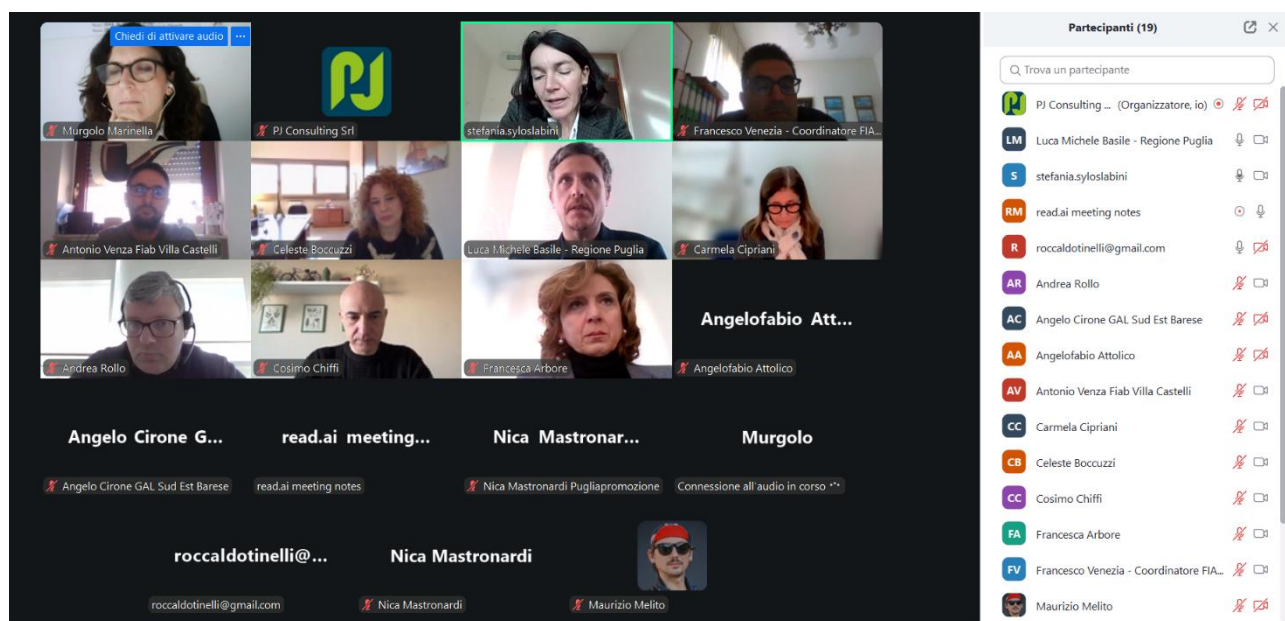 Chiedi di attivare audio ...
Murgolo Marinella
PJ
PJ Consulting Srl
stefania.syloslabini
Francesco Venezia - Coordinatore FIA...
Antonio Venza Fiab Villa Castelli
Celeste Boccuzzi
Luca Michele Basile - Regione Puglia
Carmela Cipriani
Andrea Rollo
Cosimo Chiffi
Francesca Arbore
Angelofabio Att...
Angelofabio Attolico
Angelo Cirone G...
Angelo Cirone GAL Sud Est Barese
read.ai meeting...
read.ai meeting notes
Nica Mastronar...
Nica Mastronardi Pugliapromozione
Murgolo
Connessione all'audio in corso
roccaldotinelli@...
roccaldotinelli@gmail.com
Nica Mastronardi
Nica Mastronardi
Maurizio Melito
Partecipanti (19)
Trova un partecipante
PJ PJ Consulting ... (Organizzatore, io)
LM Luca Michele Basile - Regione Puglia
S stefania.syloslabini
RM read.ai meeting notes
R roccaldotinelli@gmail.com
AR Andrea Rollo
AC Angelo Cirone GAL Sud Est Barese
AA Angelofabio Attolico
AV Antonio Venza Fiab Villa Castelli
CC Carmela Cipriani
CB Celeste Boccuzzi
CC Cosimo Chiffi
FA Francesca Arbore
FV Francesco Venezia - Coordinatore FIA...
Maurizio Melito